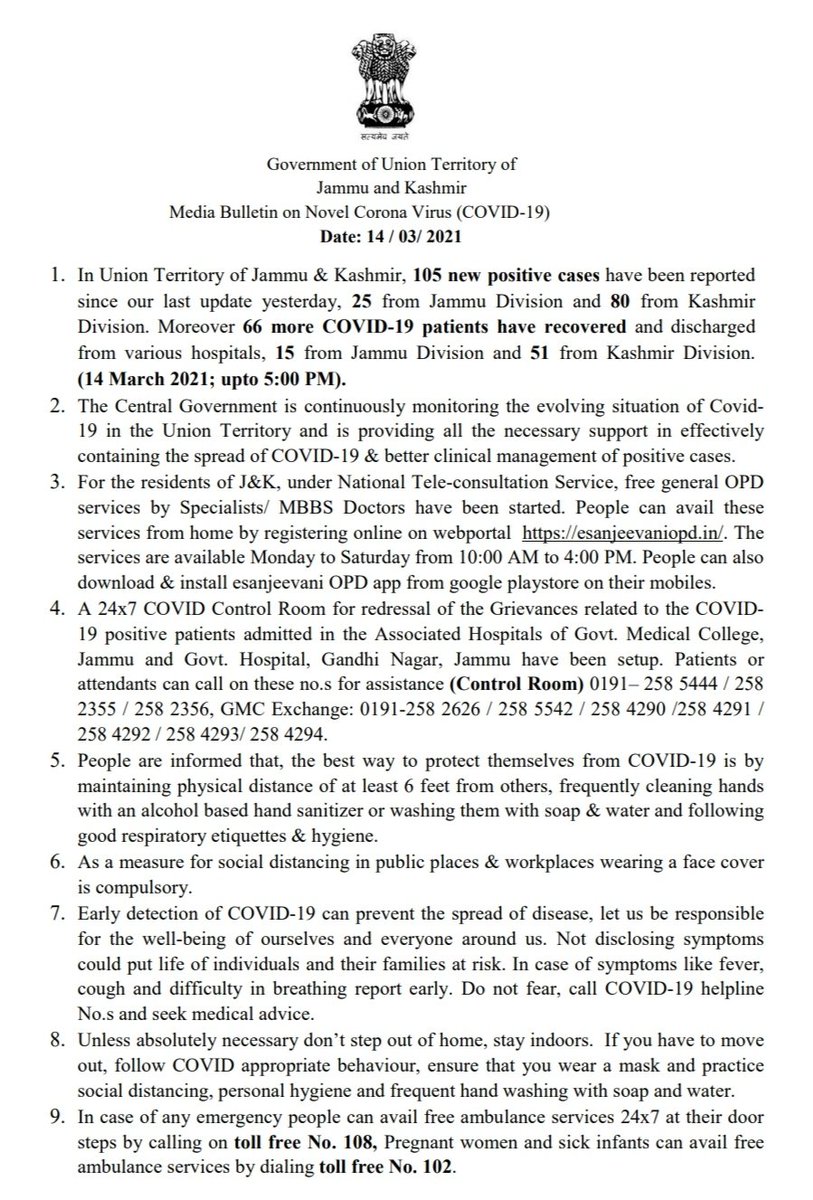 सत्यमेव जयते
Government of Union Territory of
Jammu and Kashmir
Media Bulletin on Novel Corona Virus (COVID-19)
Date: 14 / 03/ 2021
1. In Union Territory of Jammu & Kashmir, 105 new positive cases have been reported
since our last update yesterday, 25 from Jammu Division and 80 from Kashmir
Division. Moreover 66 more COVID-19 patients have recovered and discharged
from various hospitals, 15 from Jammu Division and 51 from Kashmir Division.
(14 March 2021; upto 5:00 PM).
2. The Central Government is continuously monitoring the evolving situation of Covid-
19 in the Union Territory and is providing all the necessary support in effectively
containing the spread of COVID-19 & better clinical management of positive cases.
3. For the residents of J&K, under National Tele-consultation Service, free general OPD
services by Specialists/ MBBS Doctors have been started. People can avail these
services from home by registering online on webportal https://esanjeevaniopd.in/. The
services are available Monday to Saturday from 10:00 AM to 4:00 PM. People can also
download & install esanjeevani OPD app from google playstore on their mobiles.
4. A 24x7 COVID Control Room for redressal of the Grievances related to the COVID-
19 positive patients admitted in the Associated Hospitals of Govt. Medical College,
Jammu and Govt. Hospital, Gandhi Nagar, Jammu have been setup. Patients or
attendants can call on these no.s for assistance (Control Room) 0191– 258 5444 / 258
2355 / 258 2356, GMC Exchange: 0191-258 2626 / 258 5542 / 258 4290 /258 4291 /
258 4292 / 258 4293/ 258 4294.
5. People are informed that, the best way to protect themselves from COVID-19 is by
maintaining physical distance of at least 6 feet from others, frequently cleaning hands
with an alcohol based hand sanitizer or washing them with soap & water and following
good respiratory etiquettes & hygiene.
6. As a measure for social distancing in public places & workplaces wearing a face cover
is compulsory.
7. Early detection of COVID-19 can prevent the spread of disease, let us be responsible
for the well-being of ourselves and everyone around us. Not disclosing symptoms
could put life of individuals and their families at risk. In case of symptoms like fever,
cough and difficulty in breathing report early. Do not fear, call COVID-19 helpline
No.s and seek medical advice.
8. Unless absolutely necessary don’t step out of home, stay indoors. If you have to move
out, follow COVID appropriate behaviour, ensure that you wear a mask and practice
social distancing, personal hygiene and frequent hand washing with soap and water.
9. In case of any emergency people can avail free ambulance services 24x7 at their door
steps by calling on toll free No. 108, Pregnant women and sick infants can avail free
ambulance services by dialing toll free No. 102.